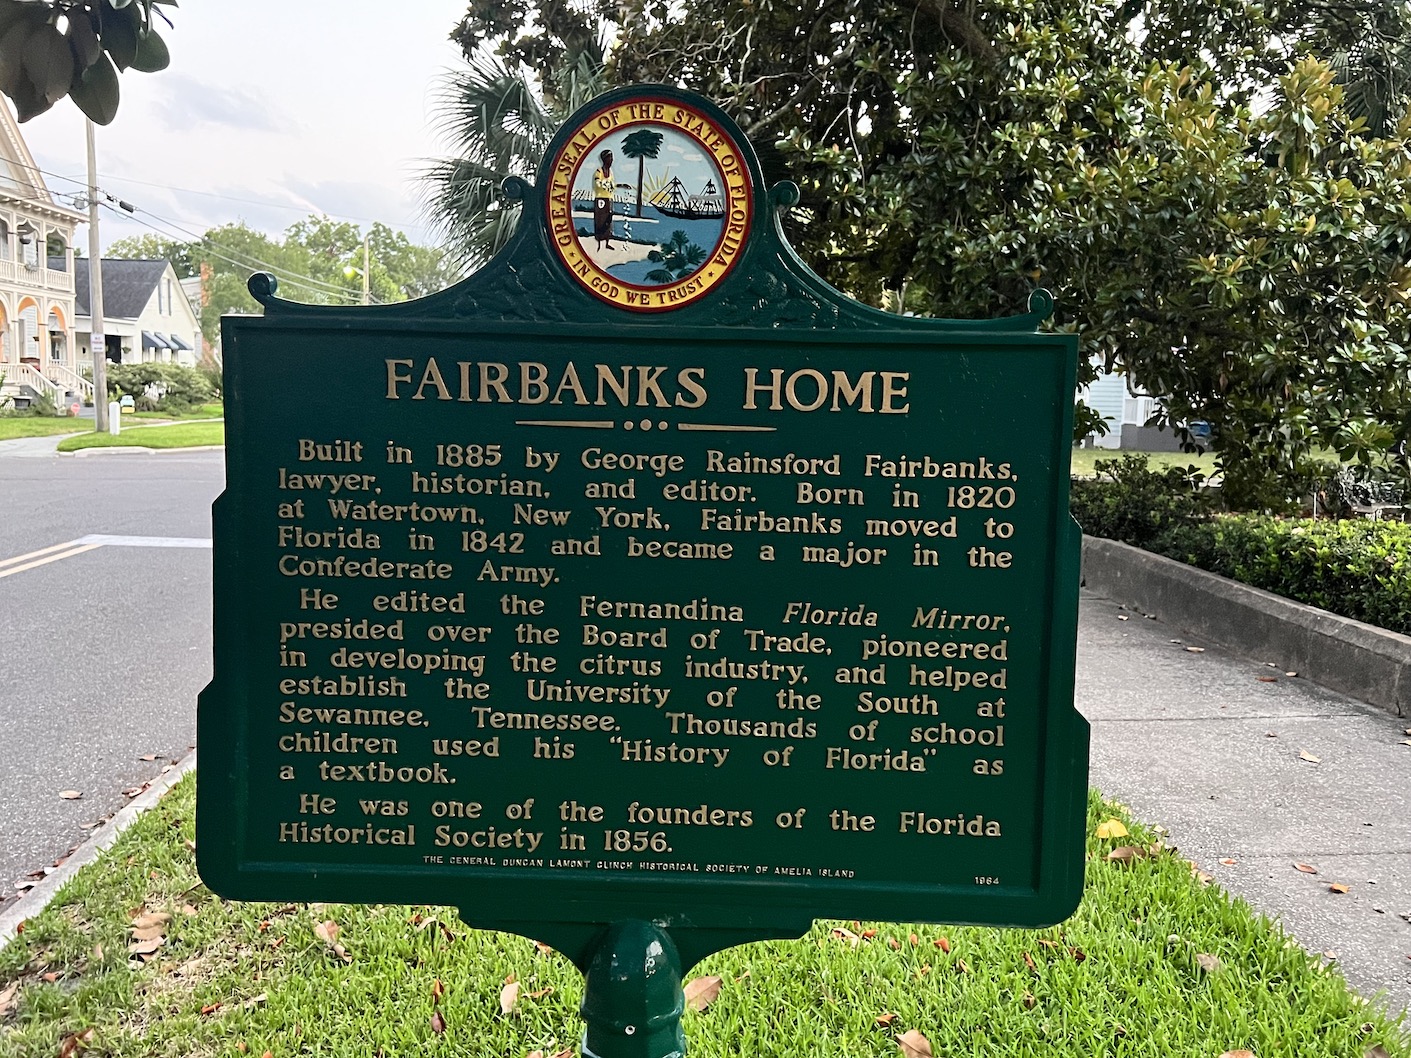 GREAT SEAL OF THE STATE OF FLORIDA
IN GOD WE TRUST
FAIRBANKS HOME
Built in 1885 by George Rainsford Fairbanks,
lawyer, historian, and editor. Born in 1820
at Watertown, New York, Fairbanks moved to
Florida in 1842 and became a major in the
Confederate Army.
He edited the Fernandina Florida Mirror,
presided over the Board of Trade, pioneered
in developing the citrus industry, and helped
establish the University of the South at
Sewannee, Tennessee. Thousands of school
children used his "History of Florida" as
a textbook.
He was one of the founders of the Florida
Historical Society in 1856.
THE GENERAL DUNCAN LAMONT CLINCH HISTORICAL SOCIETY OF AMELIA ISLAND
1964